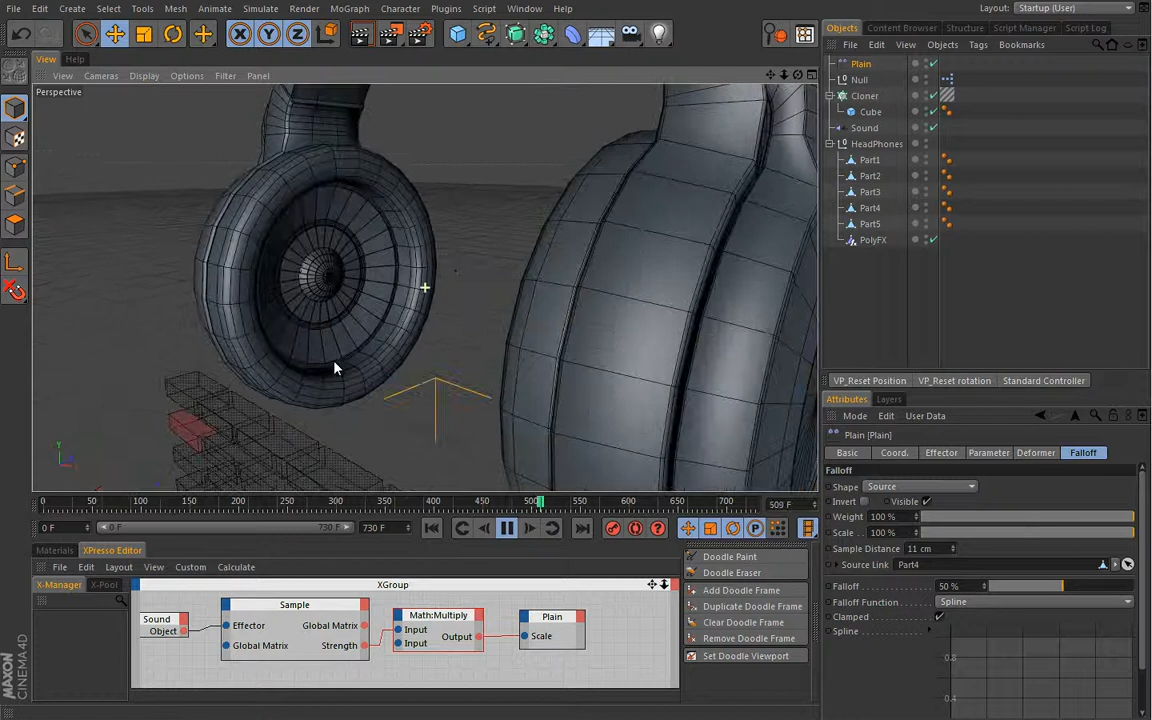 File Edit Create Select Tools Mesh Animate Simulate Render MoGraph Character Plugins Script Window Help Layout: Startup (User)
Objects Content Browser Structure Script Manager Script Log
File Edit View Objects Tags Bookmarks
View Help
View Cameras Display Options Filter Panel
Perspective
Plain
Null
Cloner
Cube
Sound
HeadPhones
Part1
Part2
Part3
Part4
Part5
PolyFX
VP_Reset Position VP_Reset rotation Standard Controller
Attributes Layers
Mode Edit User Data
Plain [Plain]
Basic Coord. Effector Parameter Deformer Falloff
Falloff
Shape Source
Invert Visible
Weight 100 %
Scale 100 %
Sample Distance 11 cm
Source Link Part4
Falloff 50 %
Falloff Function Spline
Clamped
Spline
0.8
0.4
Y
0 50 100 150 200 250 300 350 400 450 500 550 600 650 700 509 F
0 F 0 F 730 F 730 F
Materials XPresso Editor
File Edit Layout View Custom Calculate
X-Manager X-Pool
XGroup
Sound
Object
Sample
Effector Global Matrix
Global Matrix Strength
Math:Multiply
Input
Output
Input
Plain
Scale
Doodle Paint
Doodle Eraser
Add Doodle Frame
Duplicate Doodle Frame
Clear Doodle Frame
Remove Doodle Frame
Set Doodle Viewport
MAXON
CINEMA 4D